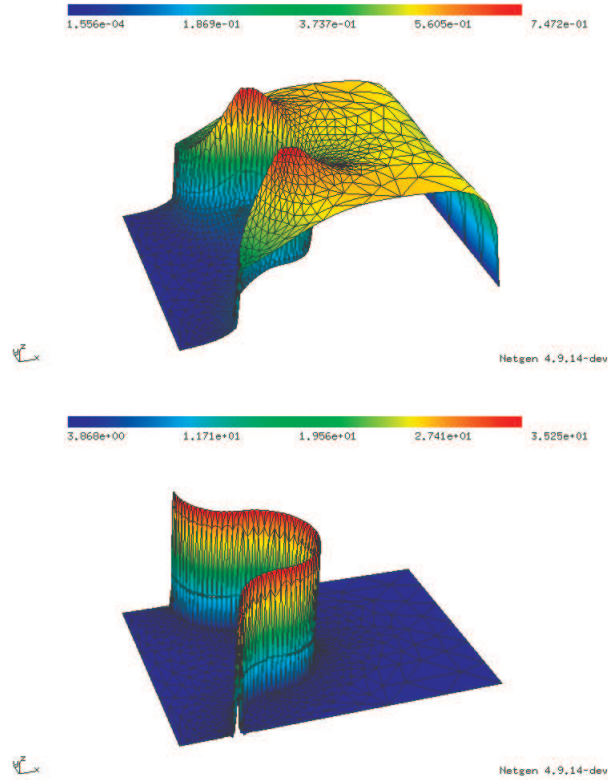 1.556e-04 1.869e-01 3.737e-01 5.605e-01 7.472e-01
z
y x
Netgen 4.9.14-dev
3.868e+00 1.171e+01 1.956e+01 2.741e+01 3.525e+01
z
y x
Netgen 4.9.14-dev